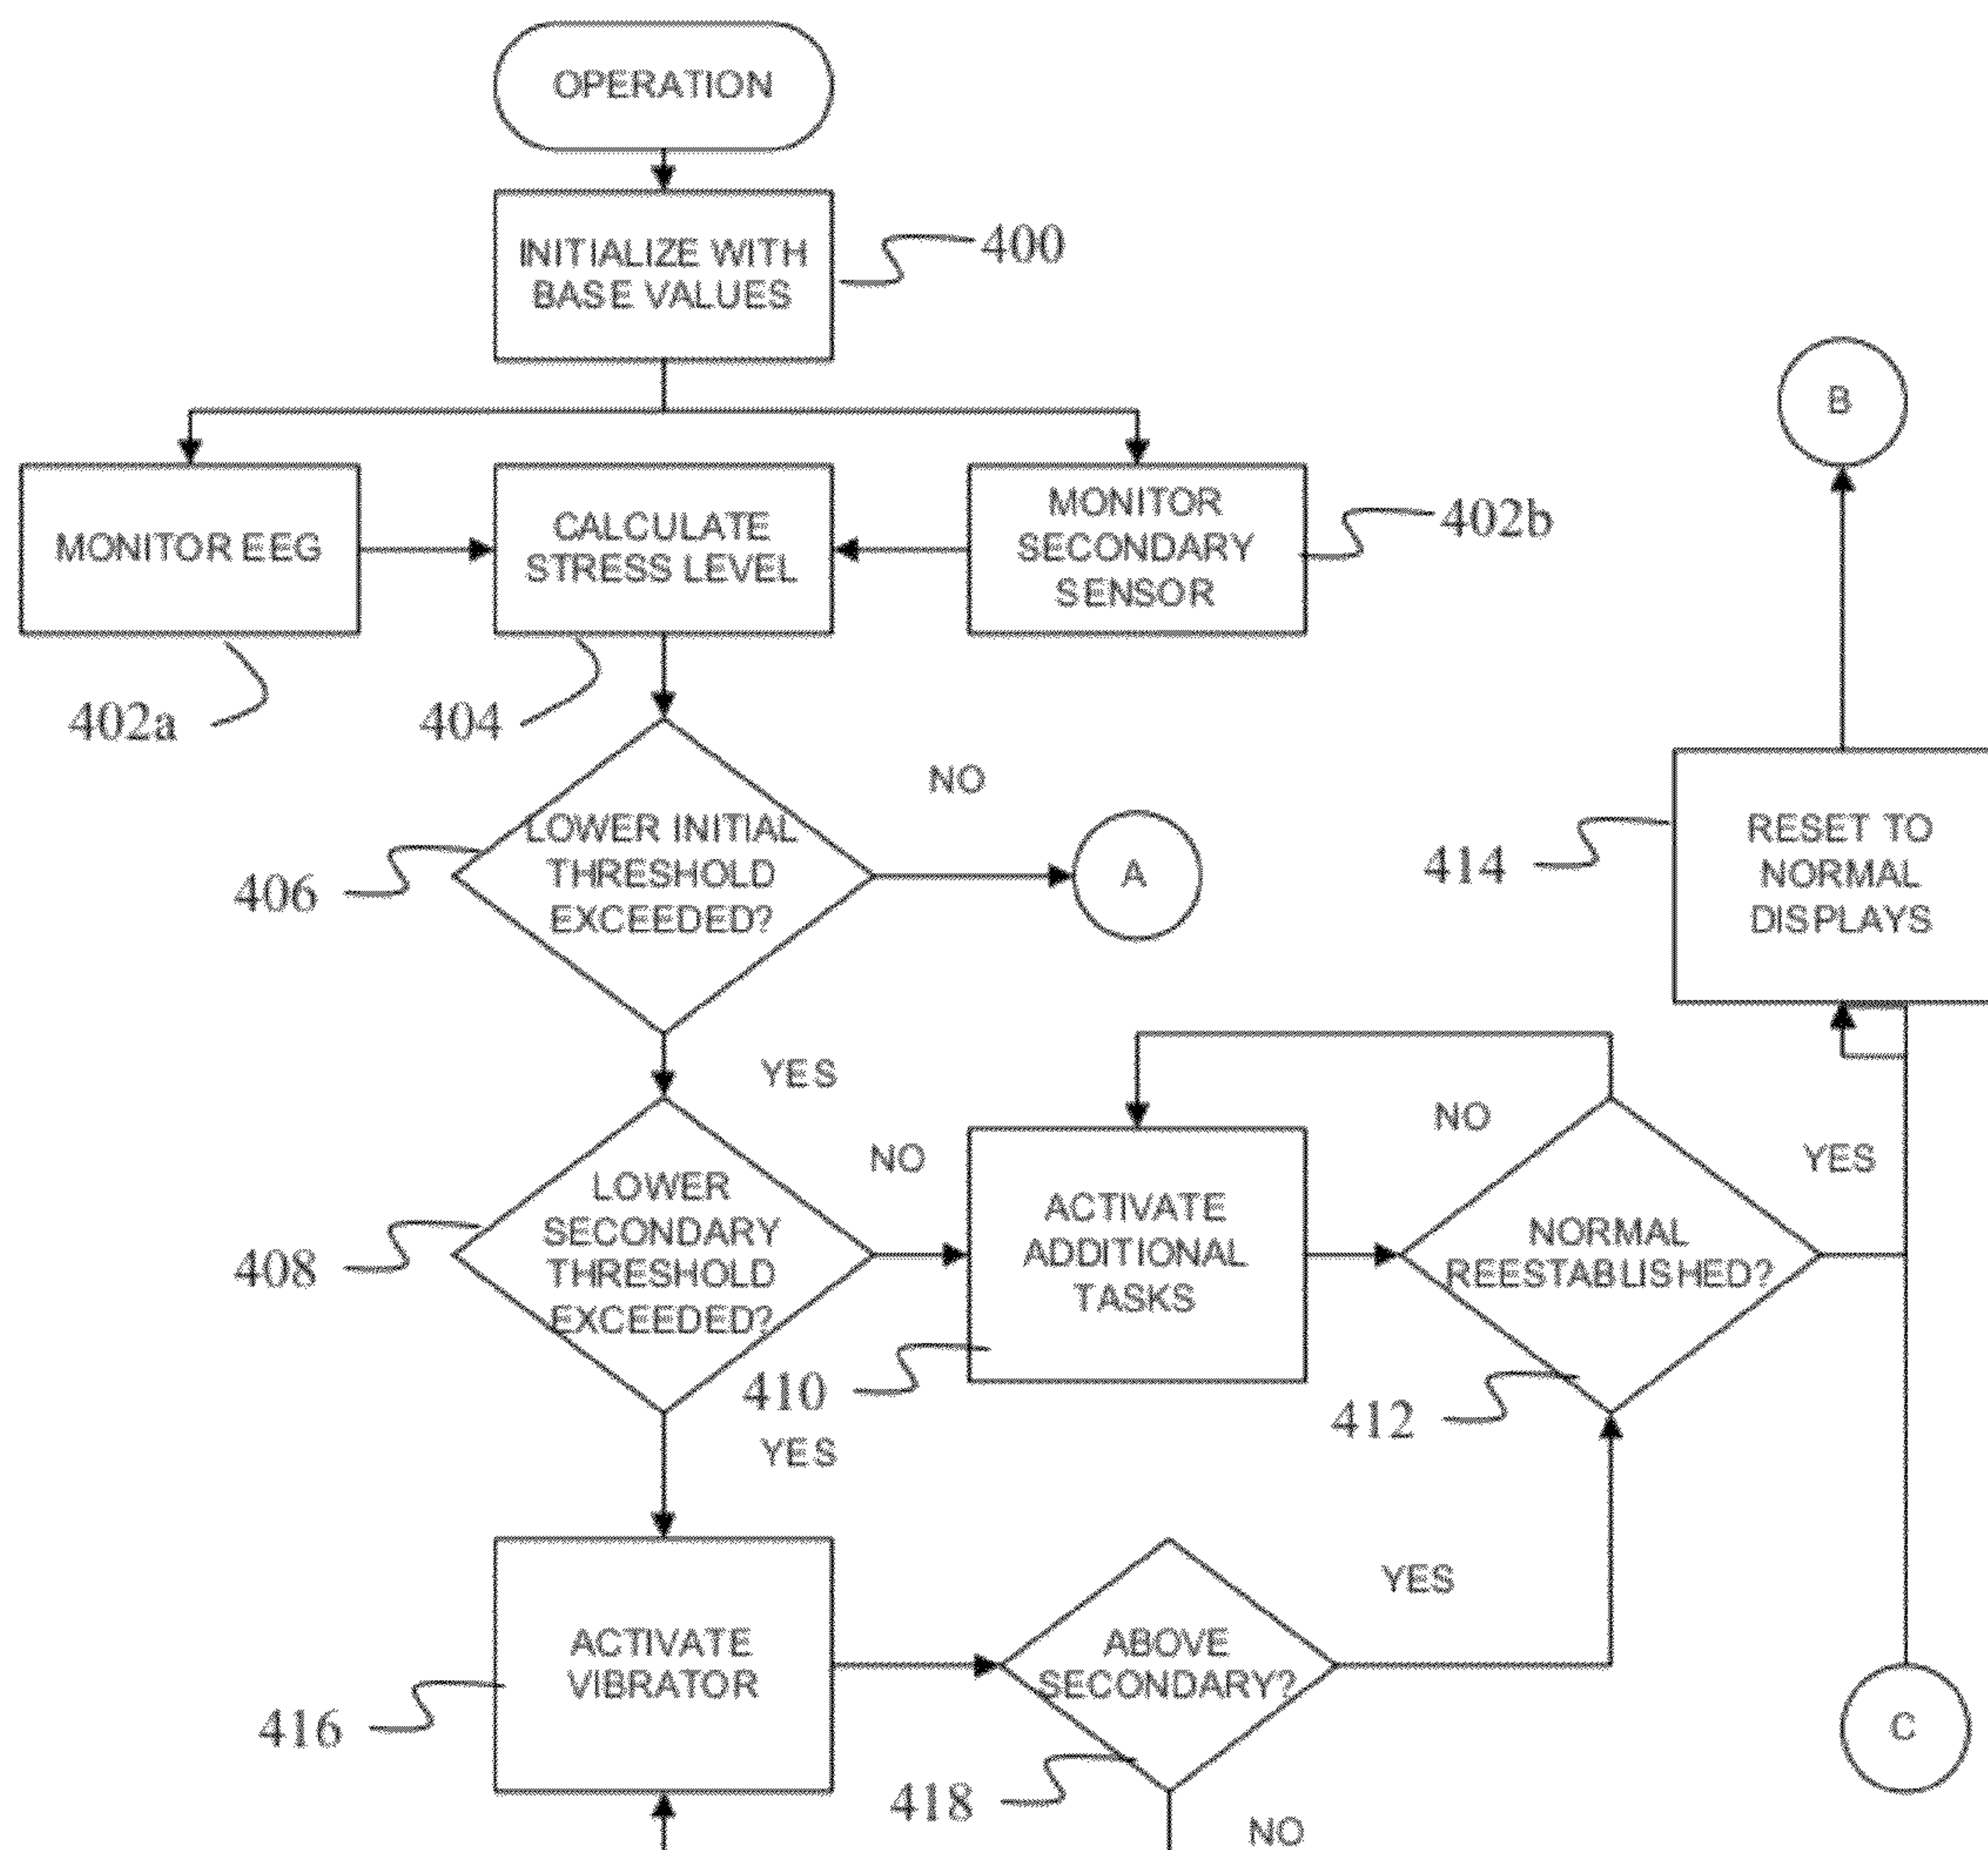 OPERATION
INITIALIZE WITH
BASE VALUES
400
B
MONITOR EEG
CALCULATE
STRESS LEVEL
MONITOR
SECONDARY
SENSOR
402b
402a
404
NO
LOWER INITIAL
THRESHOLD
EXCEEDED?
406
A
414
RESET TO
NORMAL
DISPLAYS
YES
NO
NO
YES
LOWER
SECONDARY
THRESHOLD
EXCEEDED?
408
ACTIVATE
ADDITIONAL
TASKS
NORMAL
REESTABLISHED?
410
412
YES
YES
ACTIVATE
VIBRATOR
ABOVE
SECONDARY?
416
C
418
NO